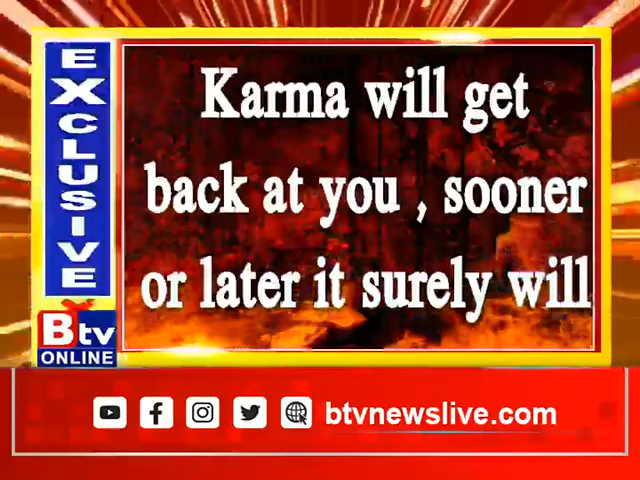 EXCLUSIVE
Karma will get
back at you , sooner
or later it surely will
Btv
ONLINE
btvnewslive.com